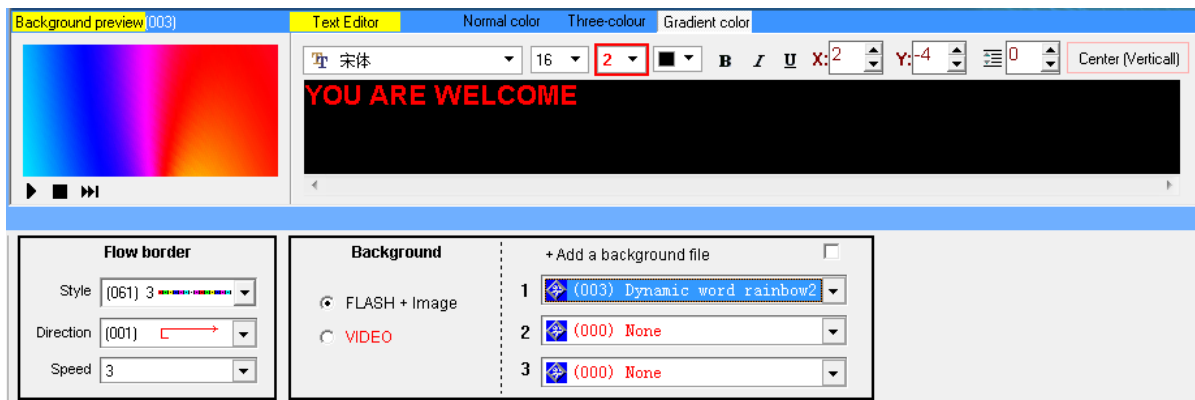 Background preview(003)
Text Editor
Normal color
Three-colour
Gradient color
宋体
16
2
B
I
U
X:2
Y:-4
0
Center (Verticall)
YOU ARE WELCOME
Flow border
Style (061) 3
Direction (001)
Speed 3
Background
FLASH + Image
VIDEO
+ Add a background file
1 (003) Dynamic word rainbow2
2 (000) None
3 (000) None